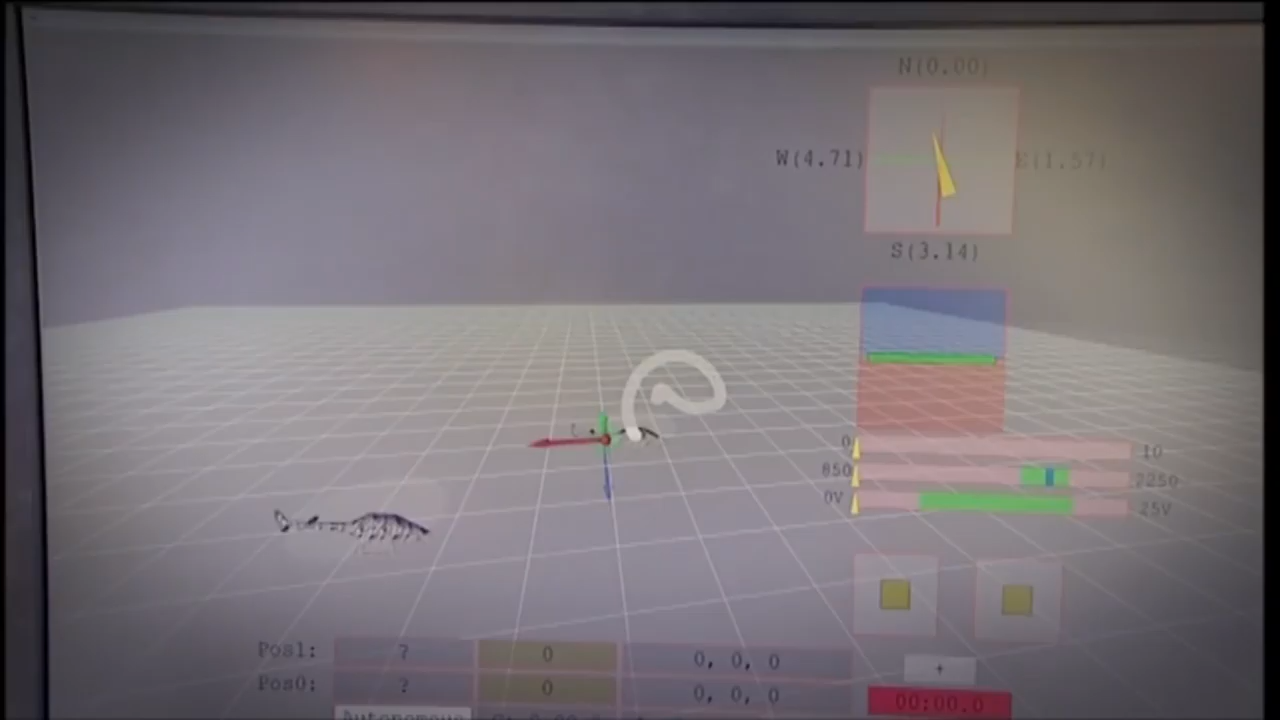 N(0.00)
W(4.71) E(1.57)
S(3.14)
0 10
850 2250
0V 25V
Pos1: ? 0 0, 0, 0
Pos0: ? 0 0, 0, 0
+
Autonomous 00:00.0